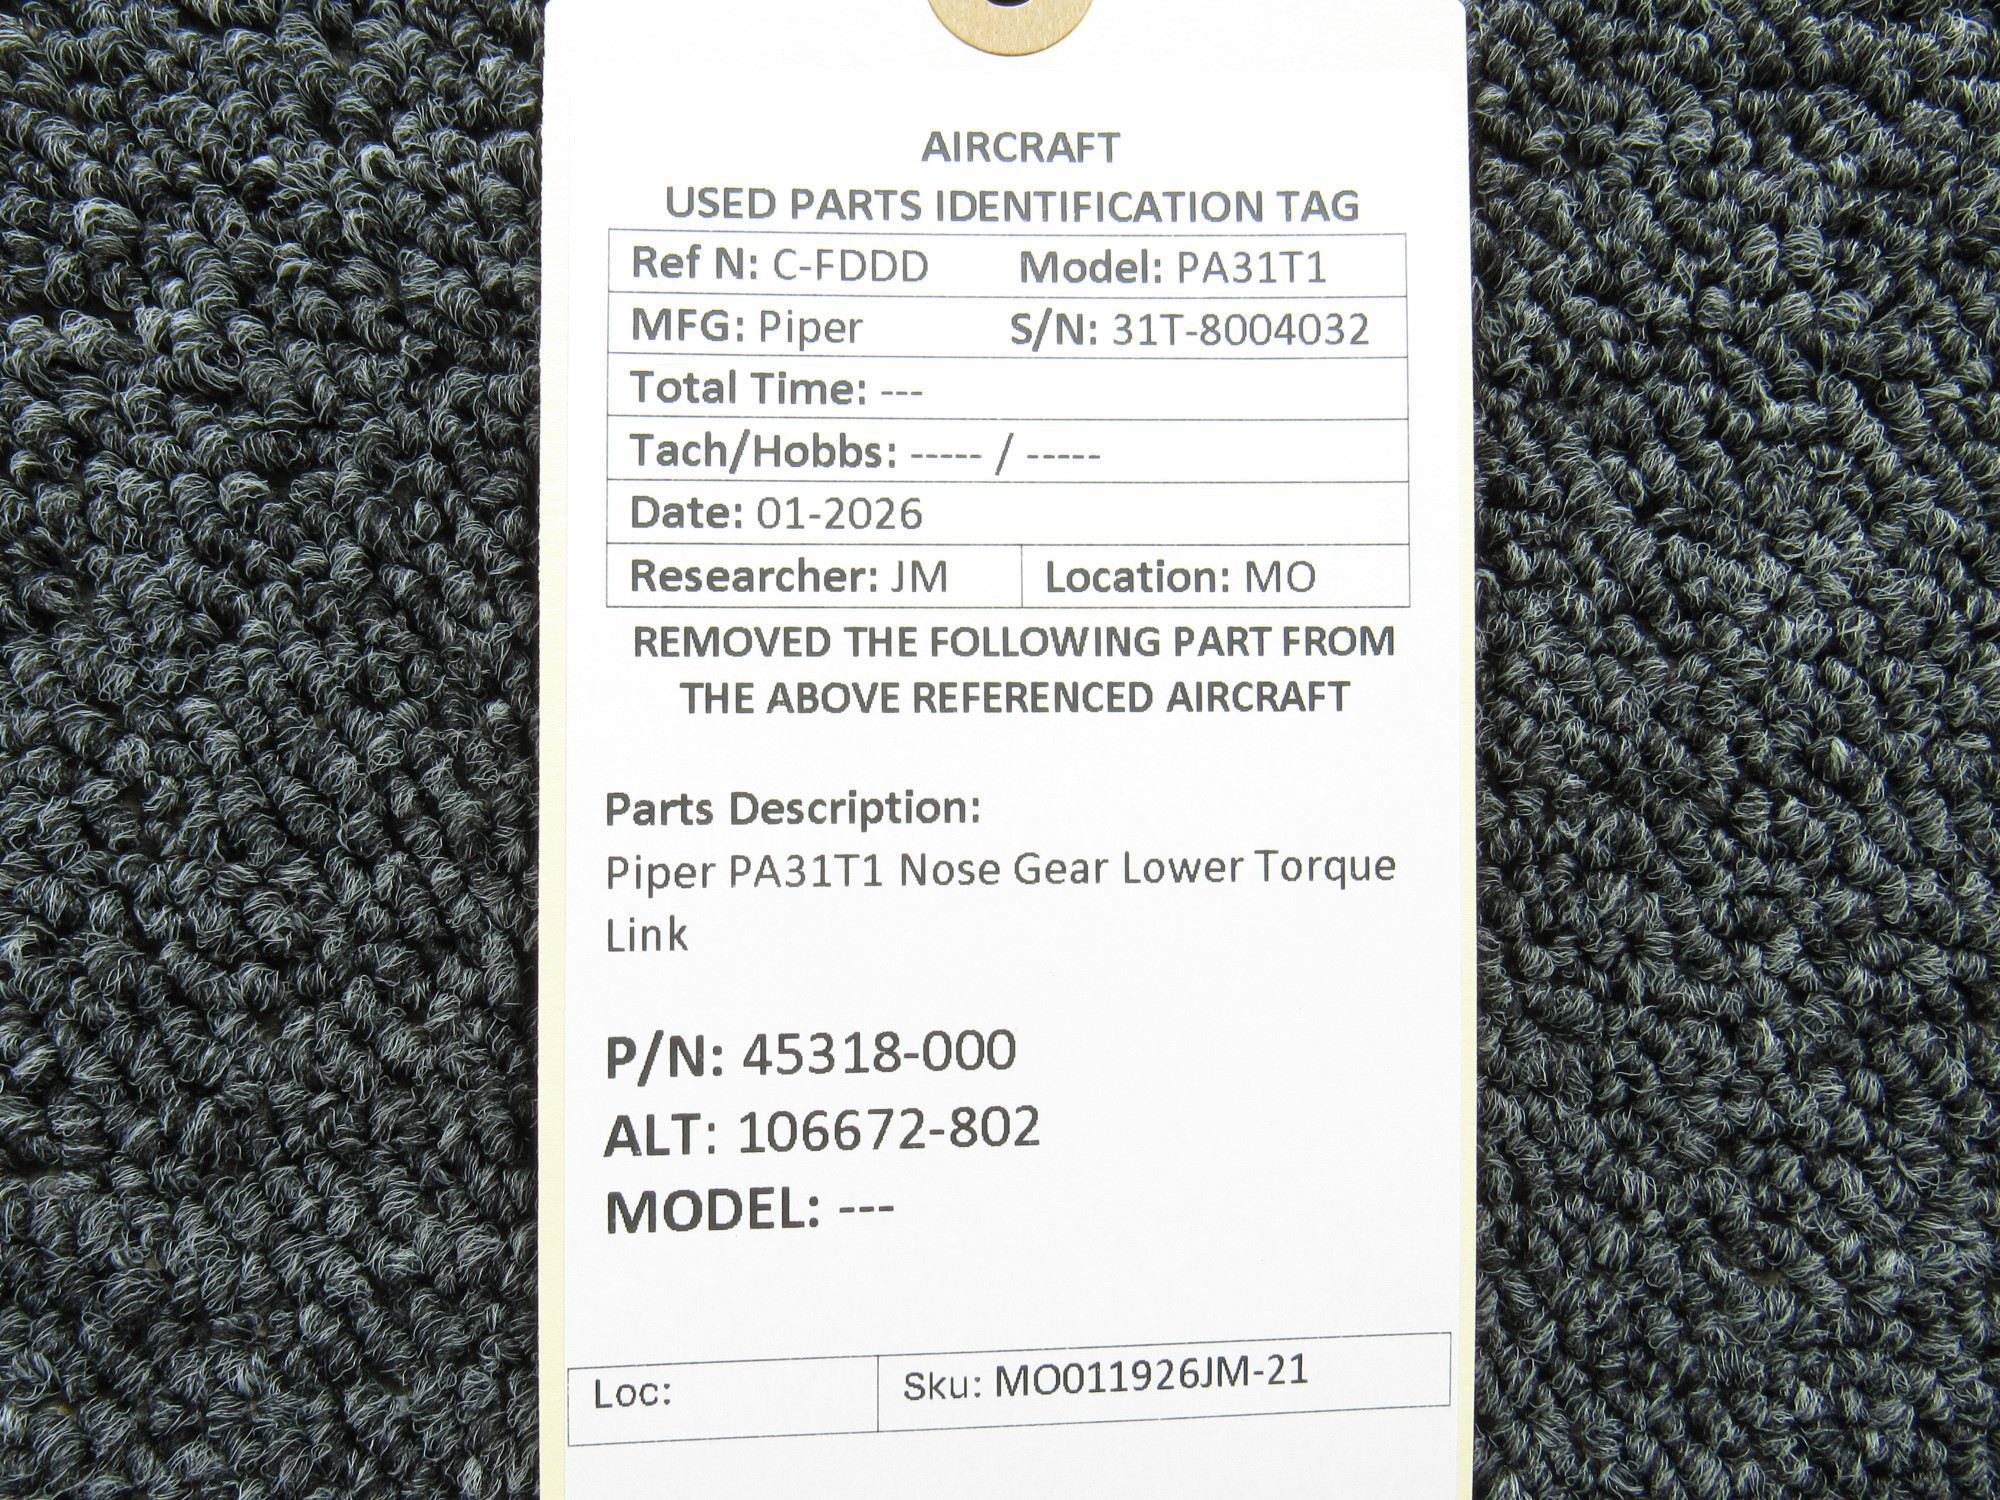 AIRCRAFT
USED PARTS IDENTIFICATION TAG
Ref N: C-FDDD Model: PA31T1
MFG: Piper S/N: 31T-8004032
Total Time: ---
Tach/Hobbs: ----- / -----
Date: 01-2026
Researcher: JM Location: MO
REMOVED THE FOLLOWING PART FROM
THE ABOVE REFERENCED AIRCRAFT
Parts Description:
Piper PA31T1 Nose Gear Lower Torque
Link
P/N: 45318-000
ALT: 106672-802
MODEL: ---
Loc: Sku: MO011926JM-21